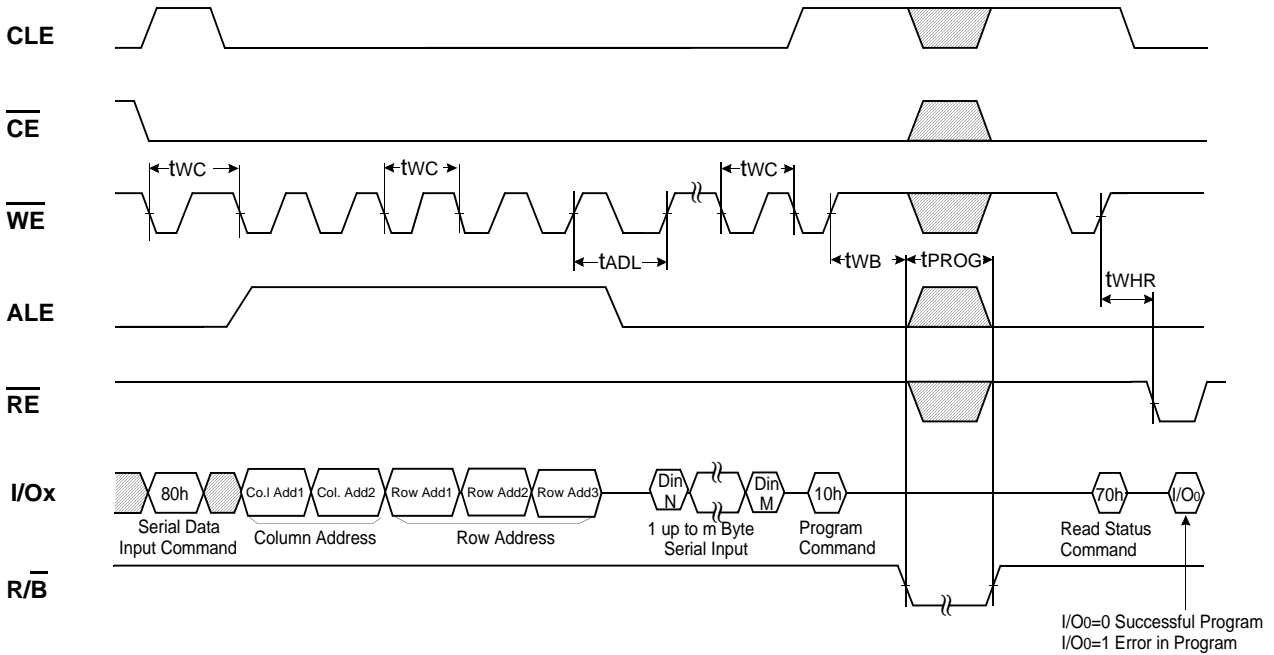 CLE
CE
tWC
tWC
tWC
WE
tADL
tWB
tPROG
tWHR
ALE
RE
I/Ox
80h
Co.l Add1
Col. Add2
Row Add1
Row Add2
Row Add3
Din
N
Din
M
10h
70h
I/O0
Serial Data
Input Command
Column Address
Row Address
1 up to m Byte
Serial Input
Program
Command
Read Status
Command
R/B
I/O0=0 Successful Program
I/O0=1 Error in Program